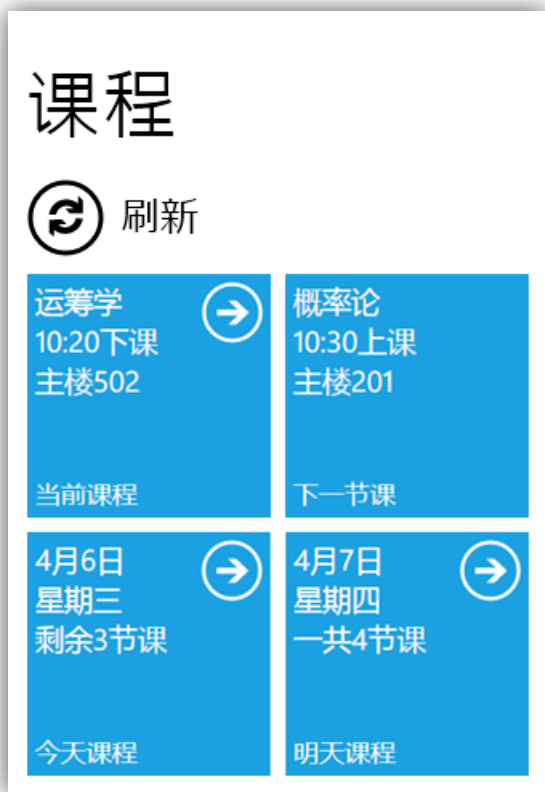 课程
刷新
运筹学
10:20下课
主楼502
当前课程
概率论
10:30上课
主楼201
下一节课
4月6日
星期三
剩余3节课
今天课程
4月7日
星期四
一共4节课
明天课程